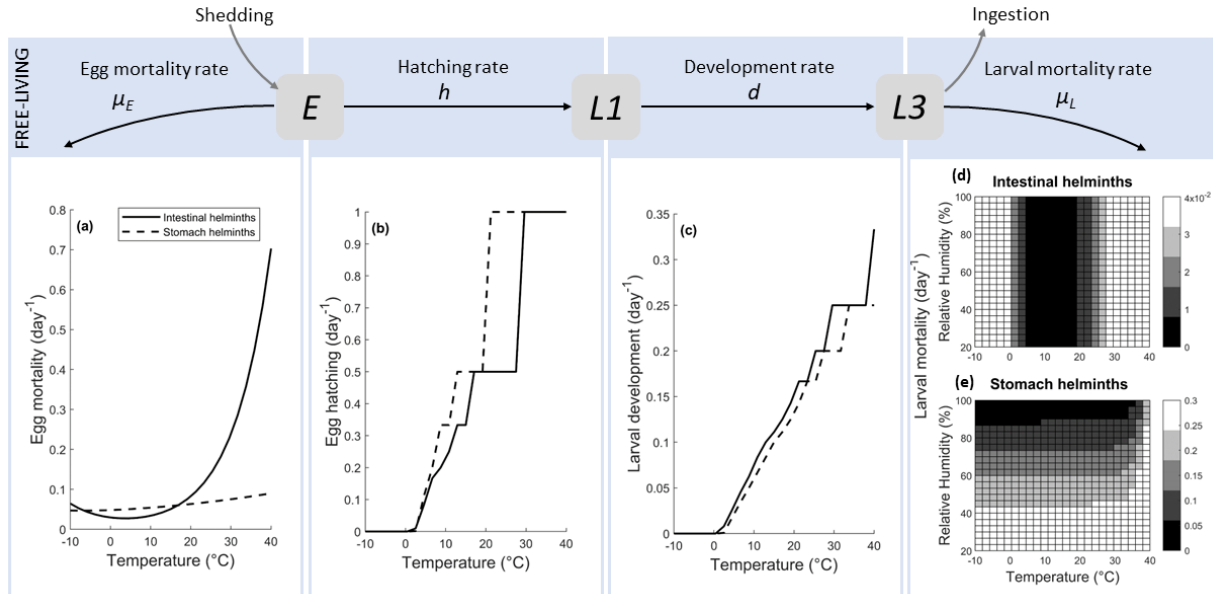 Shedding
Ingestion
FREE-LIVING
Egg mortality rate
μE
E
Hatching rate
h
L1
Development rate
d
L3
Larval mortality rate
μL
(a)
Intestinal helminths
Stomach helminths
Egg mortality (day-1)
0.8
0.7
0.6
0.5
0.4
0.3
0.2
0.1
0
-10 0 10 20 30 40
Temperature (°C)
(b)
Egg hatching (day-1)
1
0.9
0.8
0.7
0.6
0.5
0.4
0.3
0.2
0.1
0
-10 0 10 20 30 40
Temperature (°C)
(c)
Larval development (day-1)
0.35
0.3
0.25
0.2
0.15
0.1
0.05
0
-10 0 10 20 30 40
Temperature (°C)
Larval mortality (day-1)
(d)
Intestinal helminths
Relative Humidity (%)
100
80
60
40
20
-10 0 10 20 30 40
4x10-2
3
2
1
0
(e)
Stomach helminths
Relative Humidity (%)
100
80
60
40
20
-10 0 10 20 30 40
Temperature (°C)
0.3
0.2
0.15
0.1
0.05
0